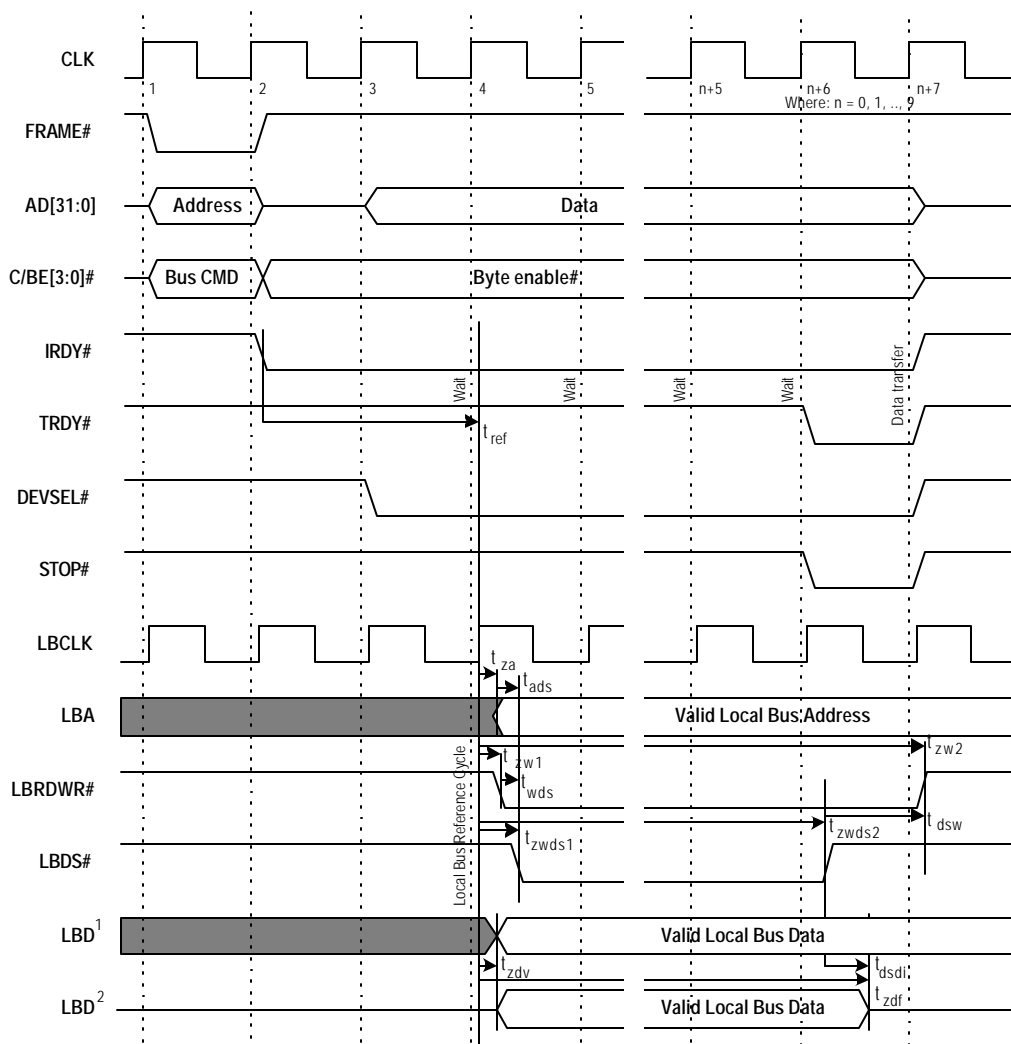 CLK
1 2 3 4 5 n+5 n+6 n+7
Where: n = 0, 1, .., 9
FRAME#
AD[31:0] Address Data
C/BE[3:0]# Bus CMD Byte enable#
IRDY#
Wait Wait Wait Wait Data transfer
TRDY#
t ref
DEVSEL#
STOP#
LBCLK
t za
t ads
LBA Valid Local Bus Address
Local Bus Reference Cycle
t zw1 t zw2
LBRDWR# t wds
t zwds1 t zwds2 t dsw
LBDS#
LBD1 Valid Local Bus Data
t zdv t dsdi
t zdf
LBD2 Valid Local Bus Data